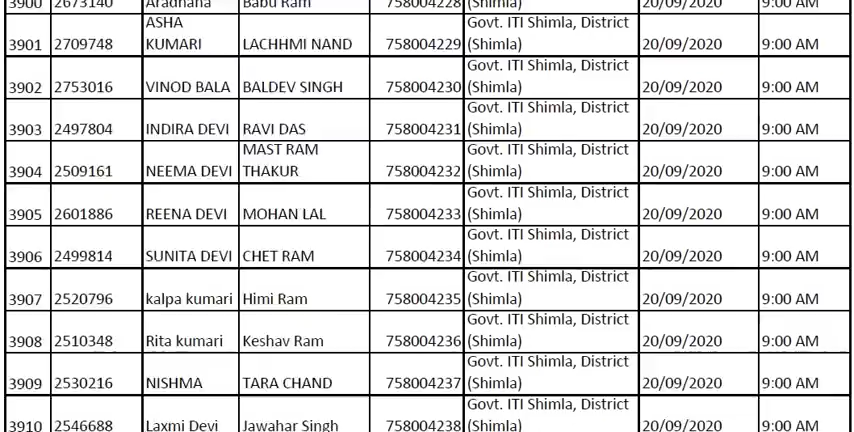 3900 2673140 Aradhana Babu Ram 758004228 (Shimla) 20/09/2020 9:00 AM
ASHA Govt. ITI Shimla, District
3901 2709748 KUMARI LACHHMI NAND 758004229 (Shimla) 20/09/2020 9:00 AM
Govt. ITI Shimla, District
3902 2753016 VINOD BALA BALDEV SINGH 758004230 (Shimla) 20/09/2020 9:00 AM
Govt. ITI Shimla, District
3903 2497804 INDIRA DEVI RAVI DAS 758004231 (Shimla) 20/09/2020 9:00 AM
MAST RAM Govt. ITI Shimla, District
3904 2509161 NEEMA DEVI THAKUR 758004232 (Shimla) 20/09/2020 9:00 AM
Govt. ITI Shimla, District
3905 2601886 REENA DEVI MOHAN LAL 758004233 (Shimla) 20/09/2020 9:00 AM
Govt. ITI Shimla, District
3906 2499814 SUNITA DEVI CHET RAM 758004234 (Shimla) 20/09/2020 9:00 AM
Govt. ITI Shimla, District
3907 2520796 kalpa kumari Himi Ram 758004235 (Shimla) 20/09/2020 9:00 AM
Govt. ITI Shimla, District
3908 2510348 Rita kumari Keshav Ram 758004236 (Shimla) 20/09/2020 9:00 AM
Govt. ITI Shimla, District
3909 2530216 NISHMA TARA CHAND 758004237 (Shimla) 20/09/2020 9:00 AM
Govt. ITI Shimla, District
3910 2546688 Laxmi Devi Jawahar Singh 758004238 (Shimla) 20/09/2020 9:00 AM